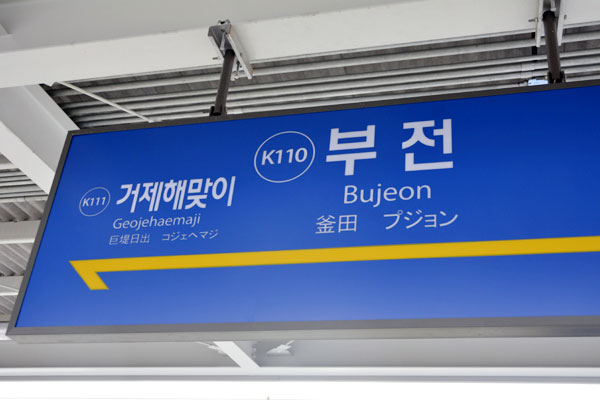 K111 거제해맞이
Geojehaemaji
巨堤日出 コジェヘマジ
K110 부 전
Bujeon
釜田 プジョン